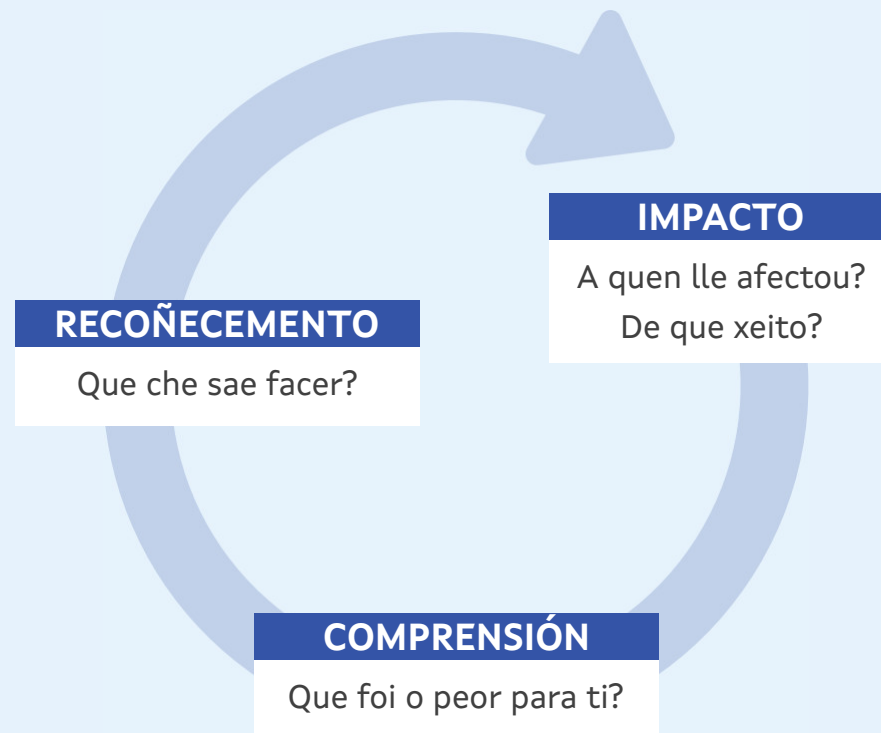 IMPACTO
A quen lle afectou?
De que xeito?
RECOÑECEMENTO
Que che sae facer?
COMPRENSIÓN
Que foi o peor para ti?